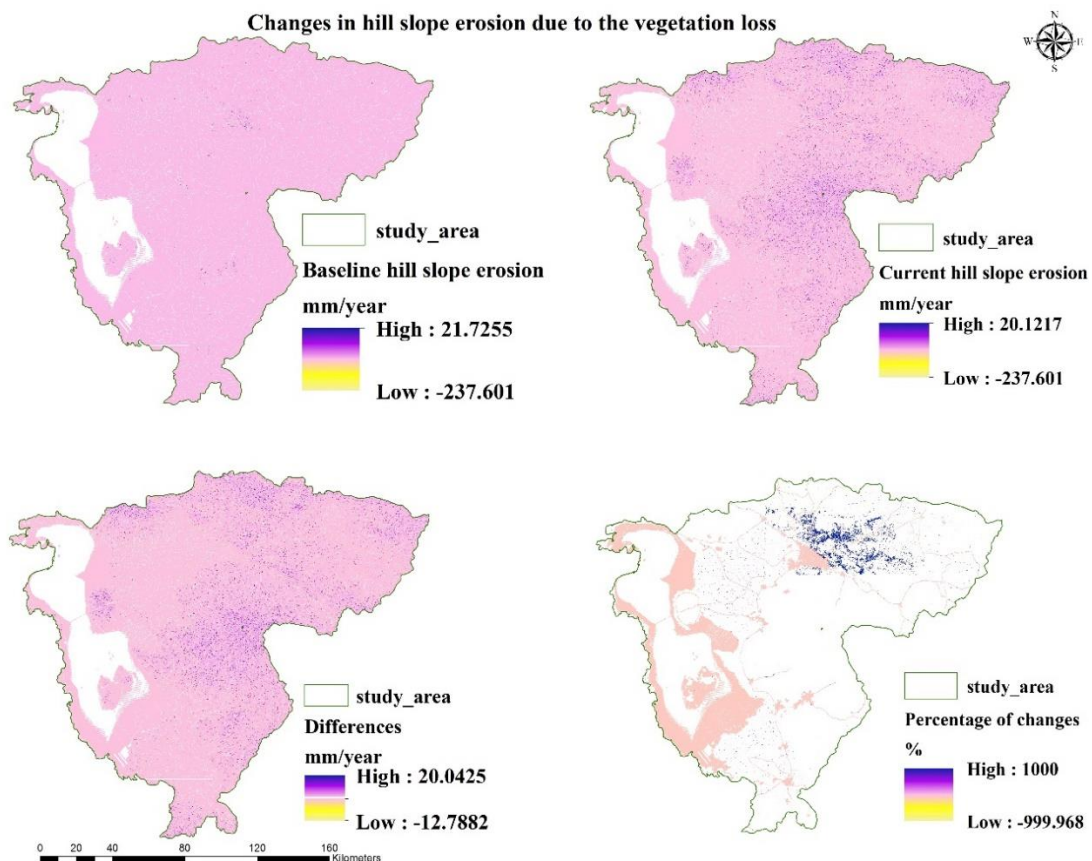 Changes in hill slope erosion due to the vegetation loss
N
W E
S
study_area
Baseline hill slope erosion
mm/year
High : 21.7255
Low : -237.601
study_area
Current hill slope erosion
mm/year
High : 20.1217
Low : -237.601
study_area
Differences
mm/year
High : 20.0425
Low : -12.7882
0 20 40 80 120 160
Kilometers
study_area
Percentage of changes
%
High : 1000
Low : -999.968